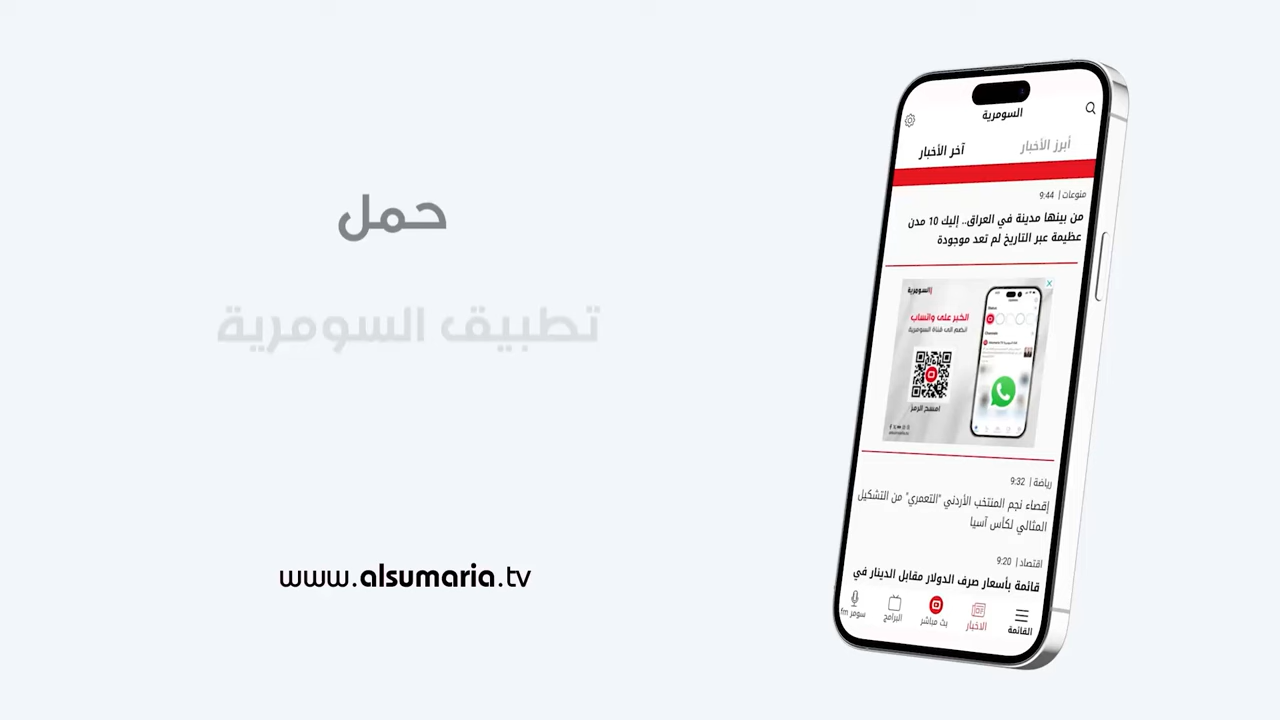 حمل
تطبيق السومرية
www.alsumaria.tv
السومرية
أبرز الأخبار
آخر الأخبار
منوعات | 9:44
من بينها مدينة في العراق.. إليك 10 مدن
عظيمة عبر التاريخ لم تعد موجودة
السومرية
الخبر على واتساب
انضم الى قناة السومرية
امسح الرمز
رياضة | 9:32
إقصاء نجم المنتخب الأردني "التعمري" من التشكيل
المثالي لكأس آسيا
اقتصاد | 9:20
قائمة بأسعار صرف الدولار مقابل الدينار في
القائمة
الاخبار
بث مباشر
البرامج
سومر fm